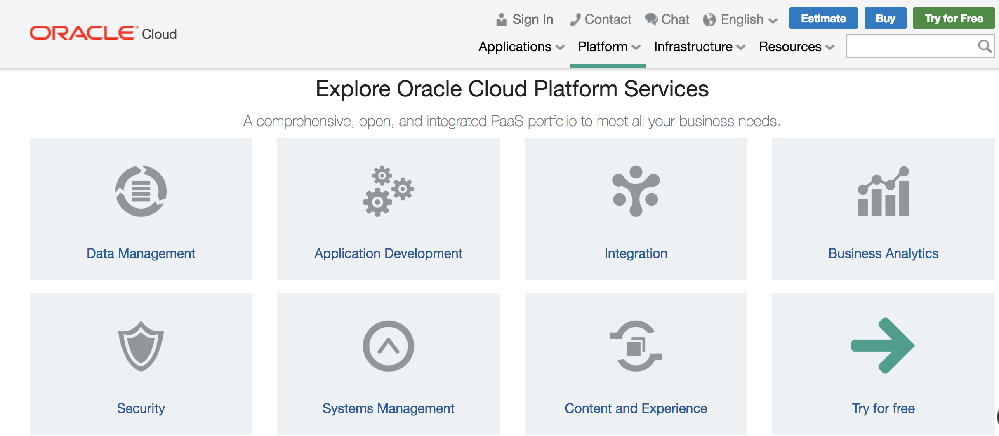 Sign In Contact Chat English Estimate Buy Try for Free
ORACLE® Cloud
Applications Platform Infrastructure Resources
Explore Oracle Cloud Platform Services
A comprehensive, open, and integrated PaaS portfolio to meet all your business needs.
Data Management Application Development Integration Business Analytics
Security Systems Management Content and Experience Try for free